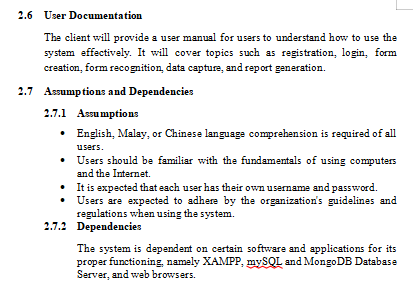 2.6 User Documentation
The client will provide a user manual for users to understand how to use the
system effectively. It will cover topics such as registration, login, form
creation, form recognition, data capture, and report generation.
2.7 Assumptions and Dependencies
2.7.1 Assumptions
• English, Malay, or Chinese language comprehension is required of all
users.
• Users should be familiar with the fundamentals of using computers
and the Internet.
• It is expected that each user has their own username and password.
• Users are expected to adhere by the organization's guidelines and
regulations when using the system.
2.7.2 Dependencies
The system is dependent on certain software and applications for its
proper functioning, namely XAMPP, mySQL and MongoDB Database
Server, and web browsers.